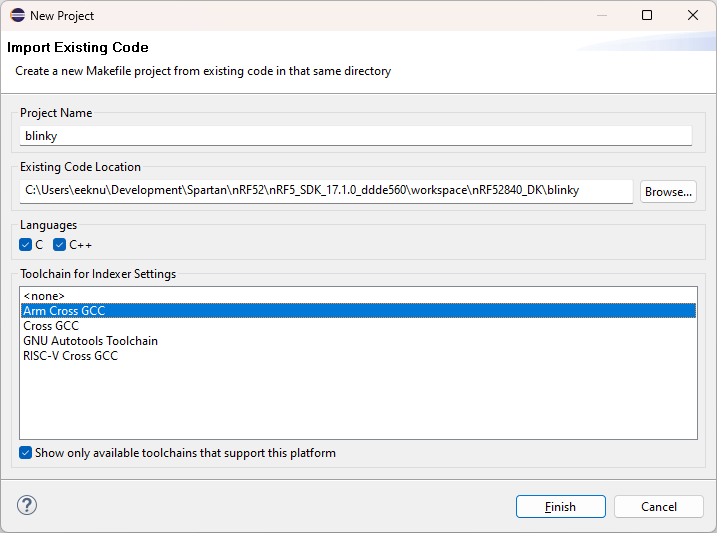 New Project
Import Existing Code
Create a new Makefile project from existing code in that same directory
Project Name
blinky
Existing Code Location
C:\Users\eeknu\Development\Spartan\nRF52\nRF5_SDK_17.1.0_ddde560\workspace\nRF52840_DK\blinky
Browse...
Languages
C C++
Toolchain for Indexer Settings
<none>
Arm Cross GCC
Cross GCC
GNU Autotools Toolchain
RISC-V Cross GCC
Show only available toolchains that support this platform
? Finish Cancel